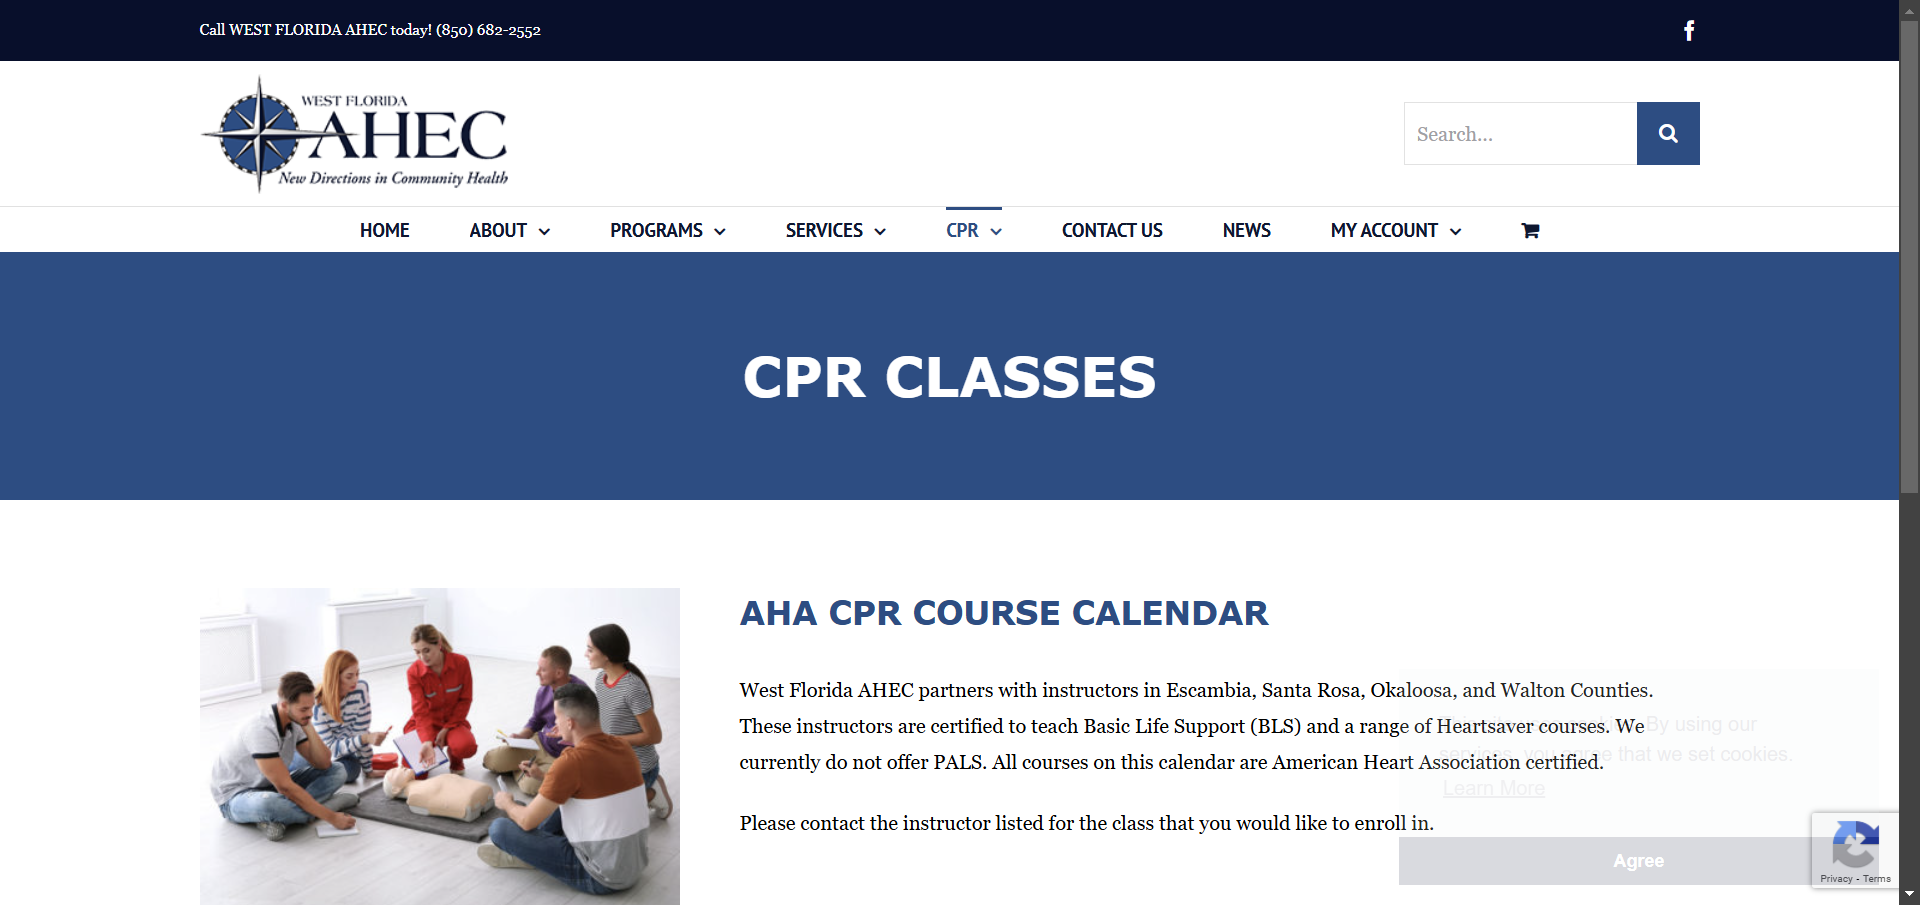 Call WEST FLORIDA AHEC today! (850) 682-2552
WEST FLORIDA
AHEC
New Directions in Community Health
Search...
HOME
ABOUT
PROGRAMS
SERVICES
CPR
CONTACT US
NEWS
MY ACCOUNT
CPR CLASSES
AHA CPR COURSE CALENDAR
West Florida AHEC partners with instructors in Escambia, Santa Rosa, Okaloosa, and Walton Counties.
These instructors are certified to teach Basic Life Support (BLS) and a range of Heartsaver courses. We
currently do not offer PALS. All courses on this calendar are American Heart Association certified.
Please contact the instructor listed for the class that you would like to enroll in.
By using our
services, you agree that we set cookies.
Learn More
Agree
Privacy - Terms